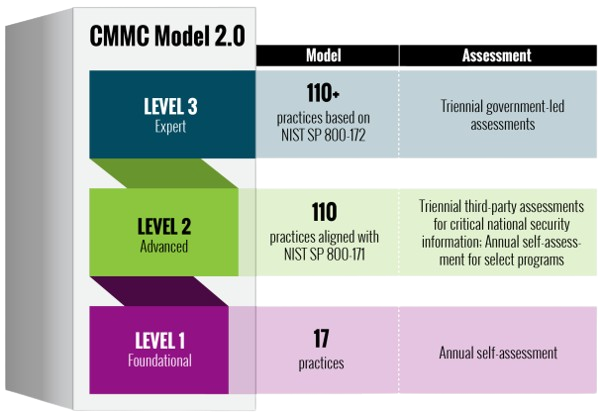 CMMC Model 2.0
Model
Assessment
LEVEL 3
Expert
110+
practices based on
NIST SP 800-172
Triennial government-led
assessments
LEVEL 2
Advanced
110
practices aligned with
NIST SP 800-171
Triennial third-party assessments
for critical national security
information; Annual self-assess-
ment for select programs
LEVEL 1
Foundational
17
practices
Annual self-assessment